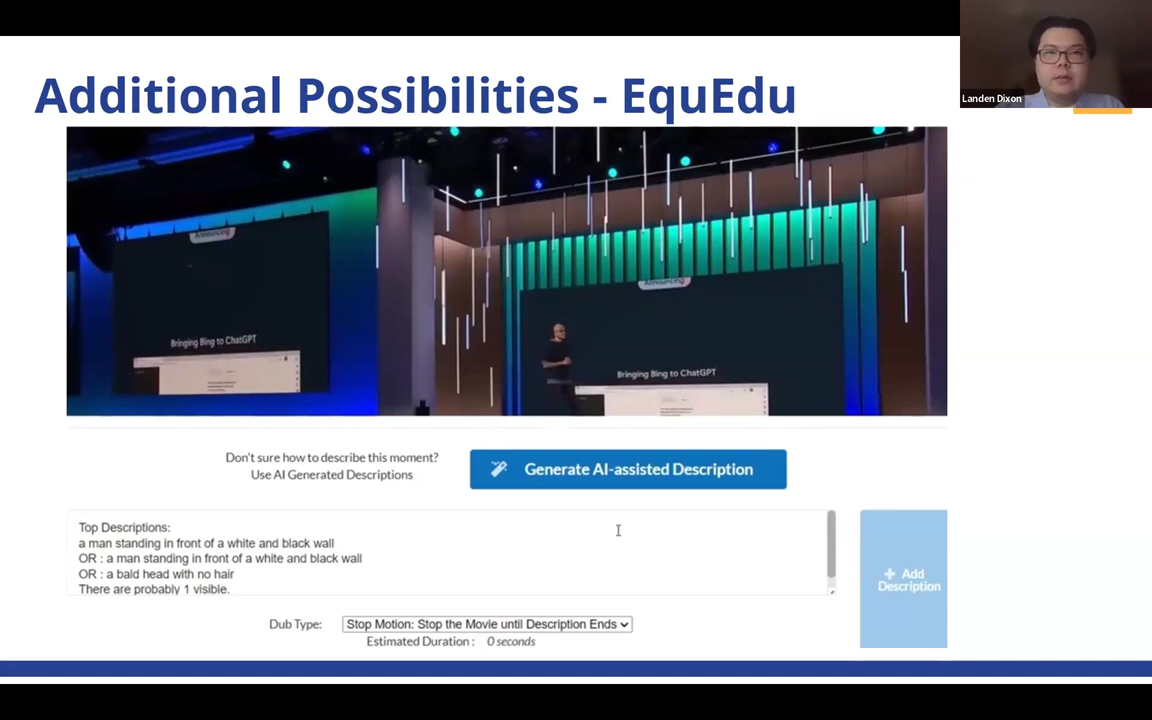 Additional Possibilities - EquEdu
Landen Dixon
Announcing
Announcing
Bringing Bing to ChatGPT
Bringing Bing to ChatGPT
Don't sure how to describe this moment?
Use AI Generated Descriptions
Generate AI-assisted Description
Top Descriptions:
a man standing in front of a white and black wall
OR : a man standing in front of a white and black wall
OR : a bald head with no hair
There are probably 1 visible.
+ Add
Description
Dub Type:
Stop Motion: Stop the Movie until Description Ends
Estimated Duration : 0 seconds